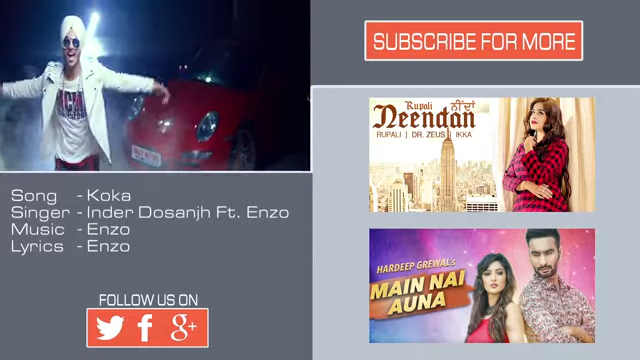 SUBSCRIBE FOR MORE
Rupali ਨੀਂਦਾਂ
Neendan
RUPALI | DR. ZEUS | IKKA
Song - Koka
Singer - Inder Dosanjh Ft. Enzo
Music - Enzo
Lyrics - Enzo
HARDEEP GREWAL's
MAIN NAI
AUNA
FOLLOW US ON
g+